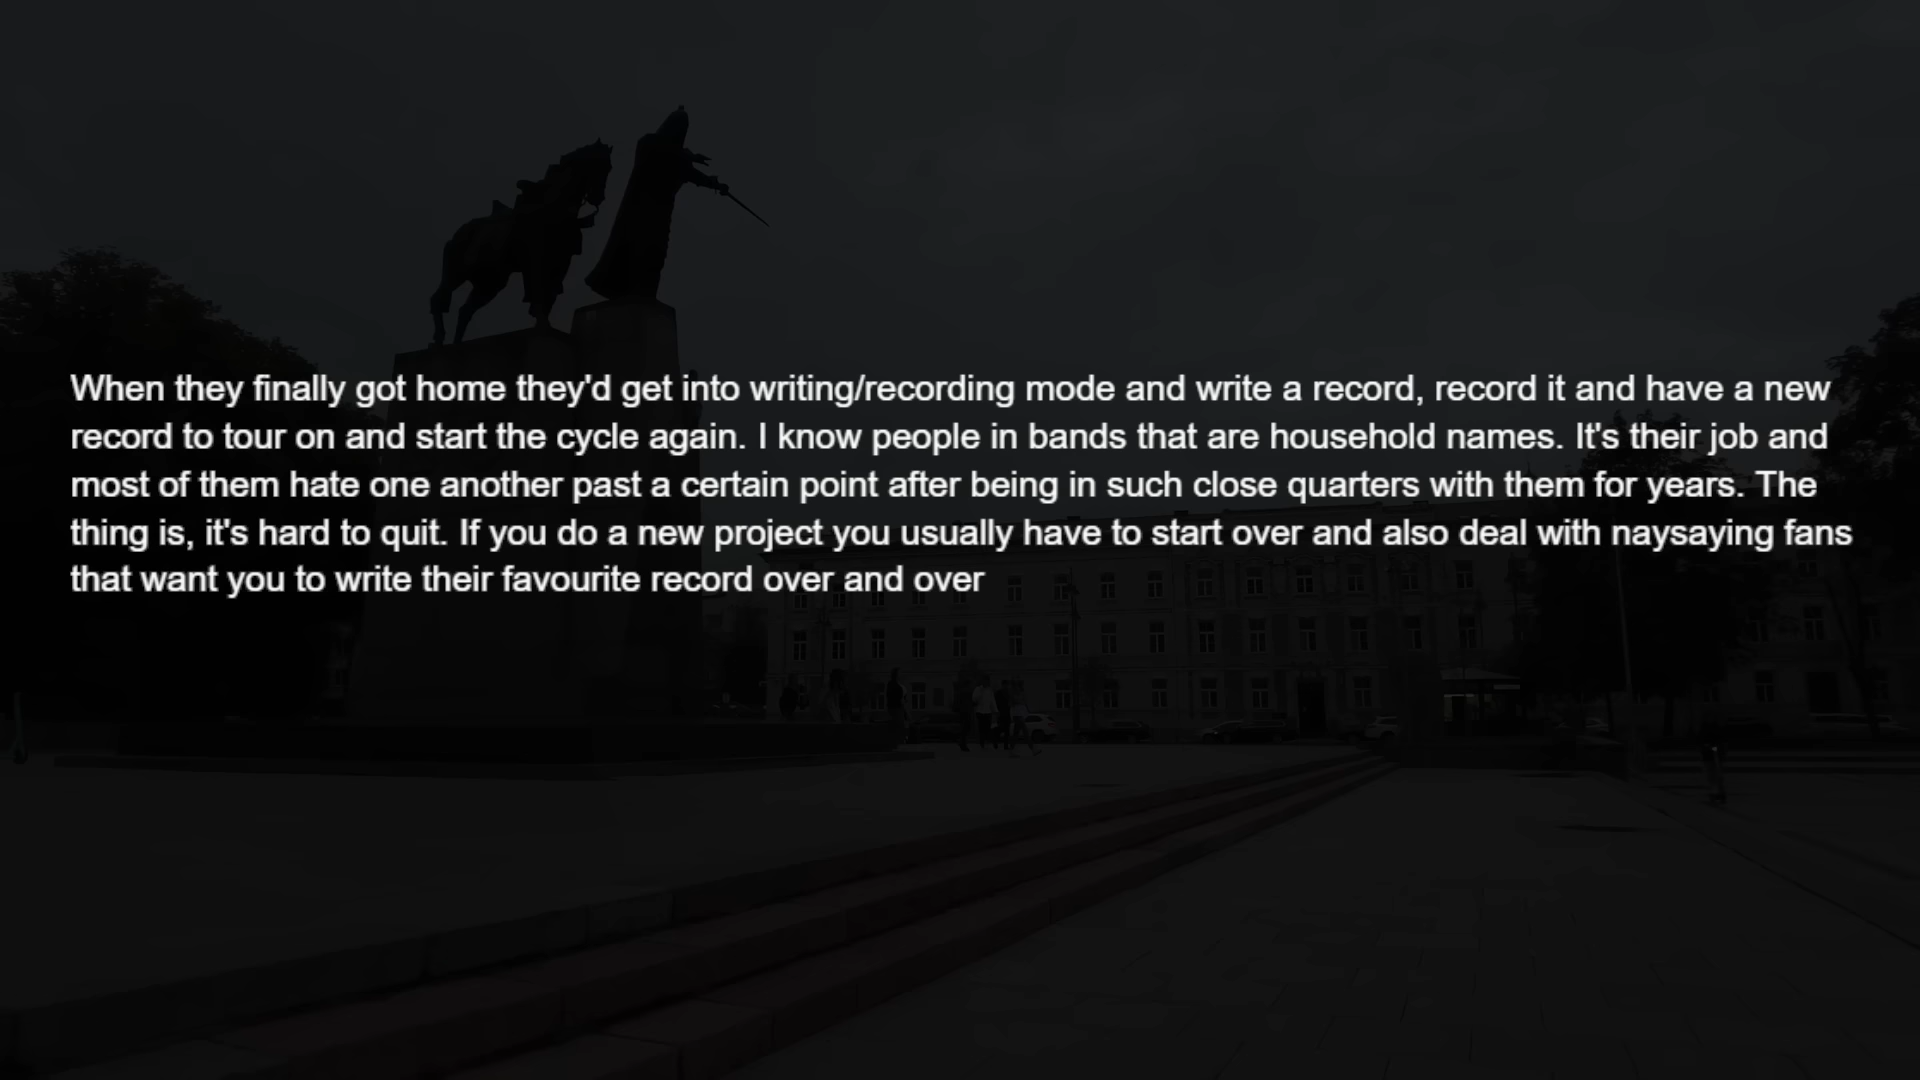 When they finally got home they'd get into writing/recording mode and write a record, record it and have a new
record to tour on and start the cycle again. I know people in bands that are household names. It's their job and
most of them hate one another past a certain point after being in such close quarters with them for years. The
thing is, it's hard to quit. If you do a new project you usually have to start over and also deal with naysaying fans
that want you to write their favourite record over and over